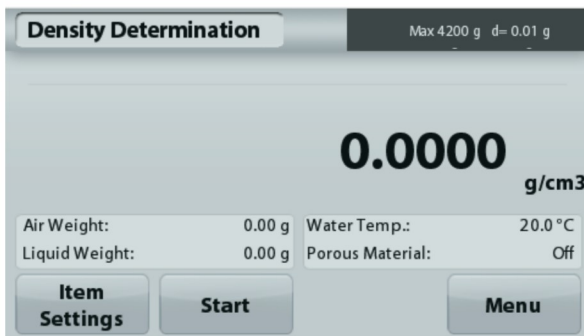 Density Determination
Max 4200 g d= 0.01 g
0.0000
g/cm3
Air Weight: 0.00 g
Water Temp.: 20.0 °C
Liquid Weight: 0.00 g
Porous Material: Off
Item
Settings
Start
Menu